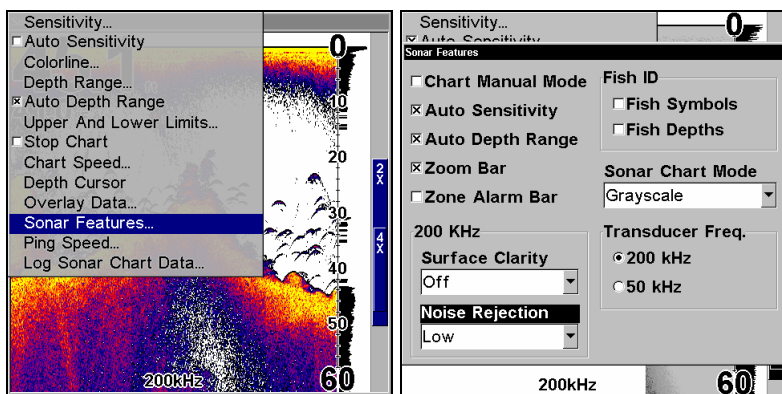 Sensitivity...
Auto Sensitivity
Colorline...
Depth Range...
Auto Depth Range
Upper And Lower Limits...
Stop Chart
Chart Speed...
Depth Cursor
Overlay Data...
Sonar Features...
Ping Speed...
Log Sonar Chart Data...
0
10
20
30
40
50
60
2
X
4
X
200kHz
Sensitivity...
Auto Sensitivity
0
Sonar Features
Chart Manual Mode
Auto Sensitivity
Auto Depth Range
Zoom Bar
Zone Alarm Bar
Fish ID
Fish Symbols
Fish Depths
Sonar Chart Mode
Grayscale
200 KHz
Surface Clarity
Off
Noise Rejection
Low
Transducer Freq.
200 kHz
50 kHz
200kHz
60